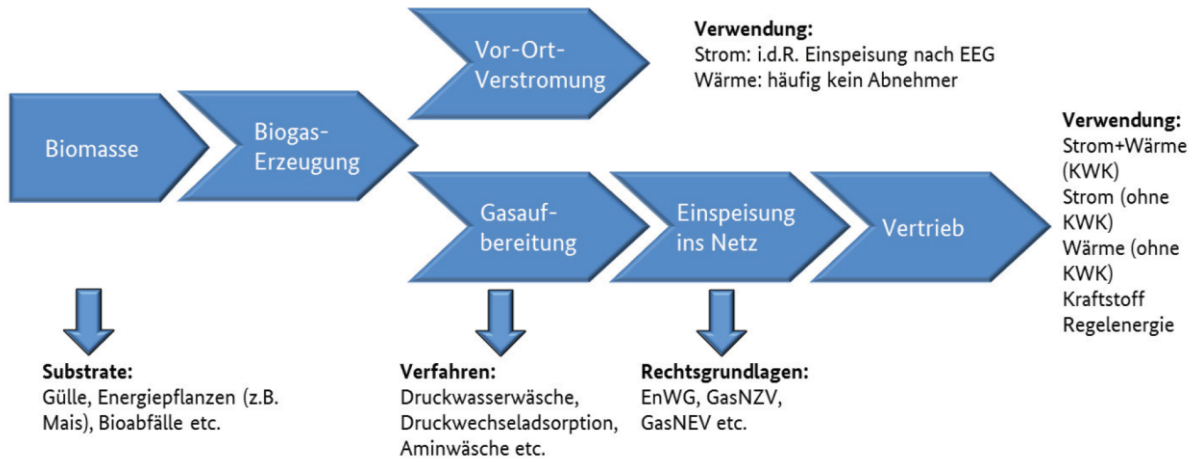 Vor-Ort-
Verstromung
Verwendung:
Strom: i.d.R. Einspeisung nach EEG
Wärme: häufig kein Abnehmer
Biomasse
Biogas-
Erzeugung
Gasauf-
bereitung
Einspeisung
ins Netz
Vertrieb
Verwendung:
Strom+Wärme
(KWK)
Strom (ohne
KWK)
Wärme (ohne
KWK)
Kraftstoff
Regelenergie
Substrate:
Gülle, Energiepflanzen (z.B.
Mais), Bioabfälle etc.
Verfahren:
Druckwasserwäsche,
Druckwechseladsorption,
Aminwäsche etc.
Rechtsgrundlagen:
EnWG, GasNZV,
GasNEV etc.